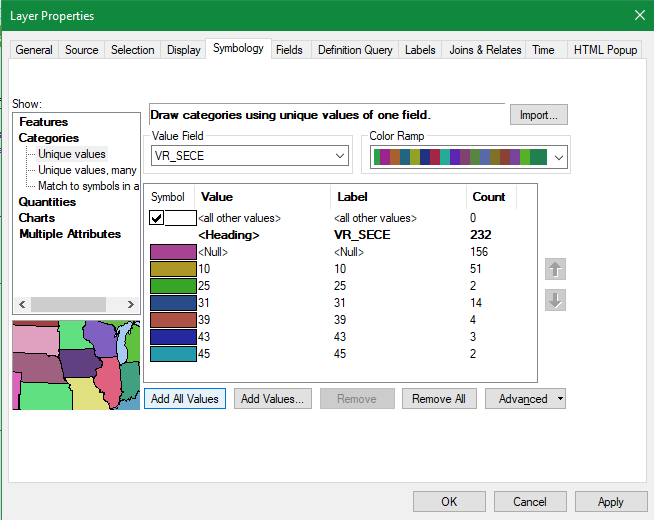 Layer Properties
General Source Selection Display Symbology Fields Definition Query Labels Joins & Relates Time HTML Popup
Show:
Features
Categories
Unique values
Unique values, many
Match to symbols in a
Quantities
Charts
Multiple Attributes
Draw categories using unique values of one field.
Import...
Value Field
VR_SECE
Color Ramp
Symbol Value Label Count
<all other values> <all other values> 0
<Heading> VR_SECE 232
<Null> <Null> 156
10 10 51
25 25 2
31 31 14
39 39 4
43 43 3
45 45 2
Add All Values Add Values... Remove Remove All Advanced
OK Cancel Apply